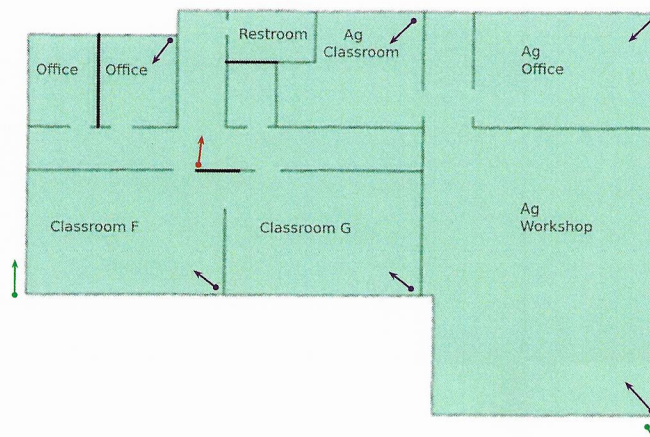 Restroom
Ag
Classroom
Office
Office
Ag
Office
Classroom F
Classroom G
Ag
Workshop